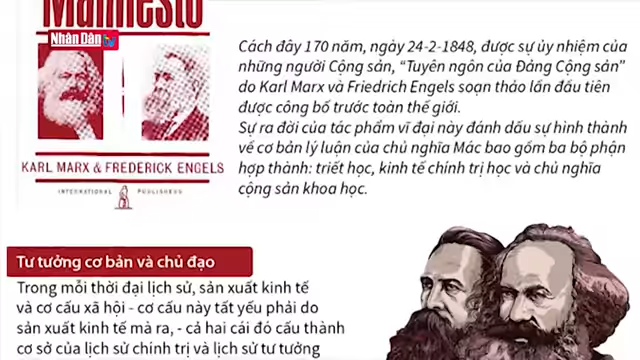 Manifesto
Nhân Dân TV
KARL MARX & FREDERICK ENGELS
INTERNATIONAL PUBLISHERS
Cách đây 170 năm, ngày 24-2-1848, được sự ủy nhiệm của
những người Cộng sản, “Tuyên ngôn của Đảng Cộng sản”
do Karl Marx và Friedrich Engels soạn thảo lần đầu tiên
được công bố trước toàn thế giới.
Sự ra đời của tác phẩm vĩ đại này đánh dấu sự hình thành
về cơ bản lý luận của chủ nghĩa Mác bao gồm ba bộ phận
hợp thành: triết học, kinh tế chính trị học và chủ nghĩa
cộng sản khoa học.
Tư tưởng cơ bản và chủ đạo
Trong mỗi thời đại lịch sử, sản xuất kinh tế
và cơ cấu xã hội - cơ cấu này tất yếu phải do
sản xuất kinh tế mà ra, - cả hai cái đó cấu thành
cơ sở của lịch sử chính trị và lịch sử tư tưởng